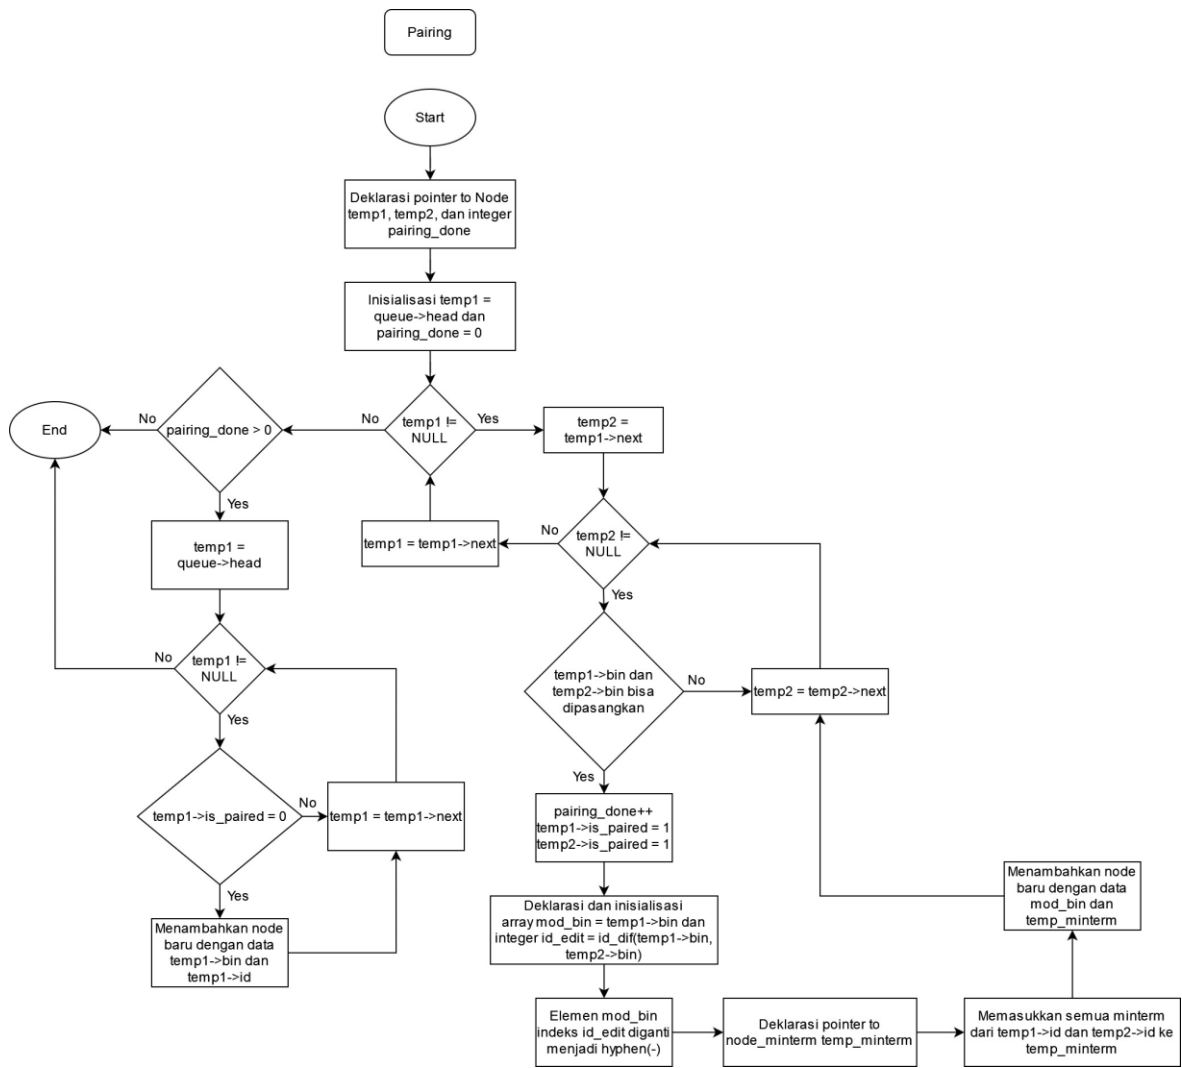 Pairing
Start
Deklarasi pointer to Node
temp1, temp2, dan integer
pairing_done
Inisialisasi temp1 =
queue->head dan
pairing_done = 0
temp1 !=
NULL
No
Yes
pairing_done > 0
No
End
Yes
temp1 =
queue->head
temp1 !=
NULL
No
Yes
temp1->is_paired = 0
No
temp1 = temp1->next
Yes
Menambahkan node
baru dengan data
temp1->bin dan
temp1->id
temp2 =
temp1->next
temp2 !=
NULL
No
temp1 = temp1->next
Yes
temp1->bin dan
temp2->bin bisa
dipasangkan
No
temp2 = temp2->next
Yes
pairing_done++
temp1->is_paired = 1
temp2->is_paired = 1
Deklarasi dan inisialisasi
array mod_bin = temp1->bin dan
integer id_edit = id_dif(temp1->bin,
temp2->bin)
Elemen mod_bin
indeks id_edit diganti
menjadi hyphen(-)
Deklarasi pointer to
node_minterm temp_minterm
Memasukkan semua minterm
dari temp1->id dan temp2->id ke
temp_minterm
Menambahkan node
baru dengan data
mod_bin dan
temp_minterm